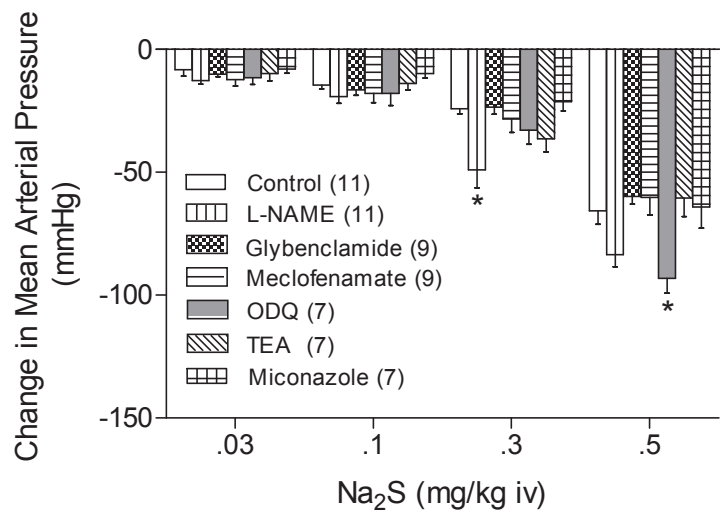 Change in Mean Arterial Pressure
(mmHg)
0
-50
-100
-150
Control (11)
L-NAME (11)
Glybenclamide (9)
Meclofenamate (9)
ODQ (7)
TEA (7)
Miconazole (7)
*
*
.03 .1 .3 .5
Na₂S (mg/kg iv)